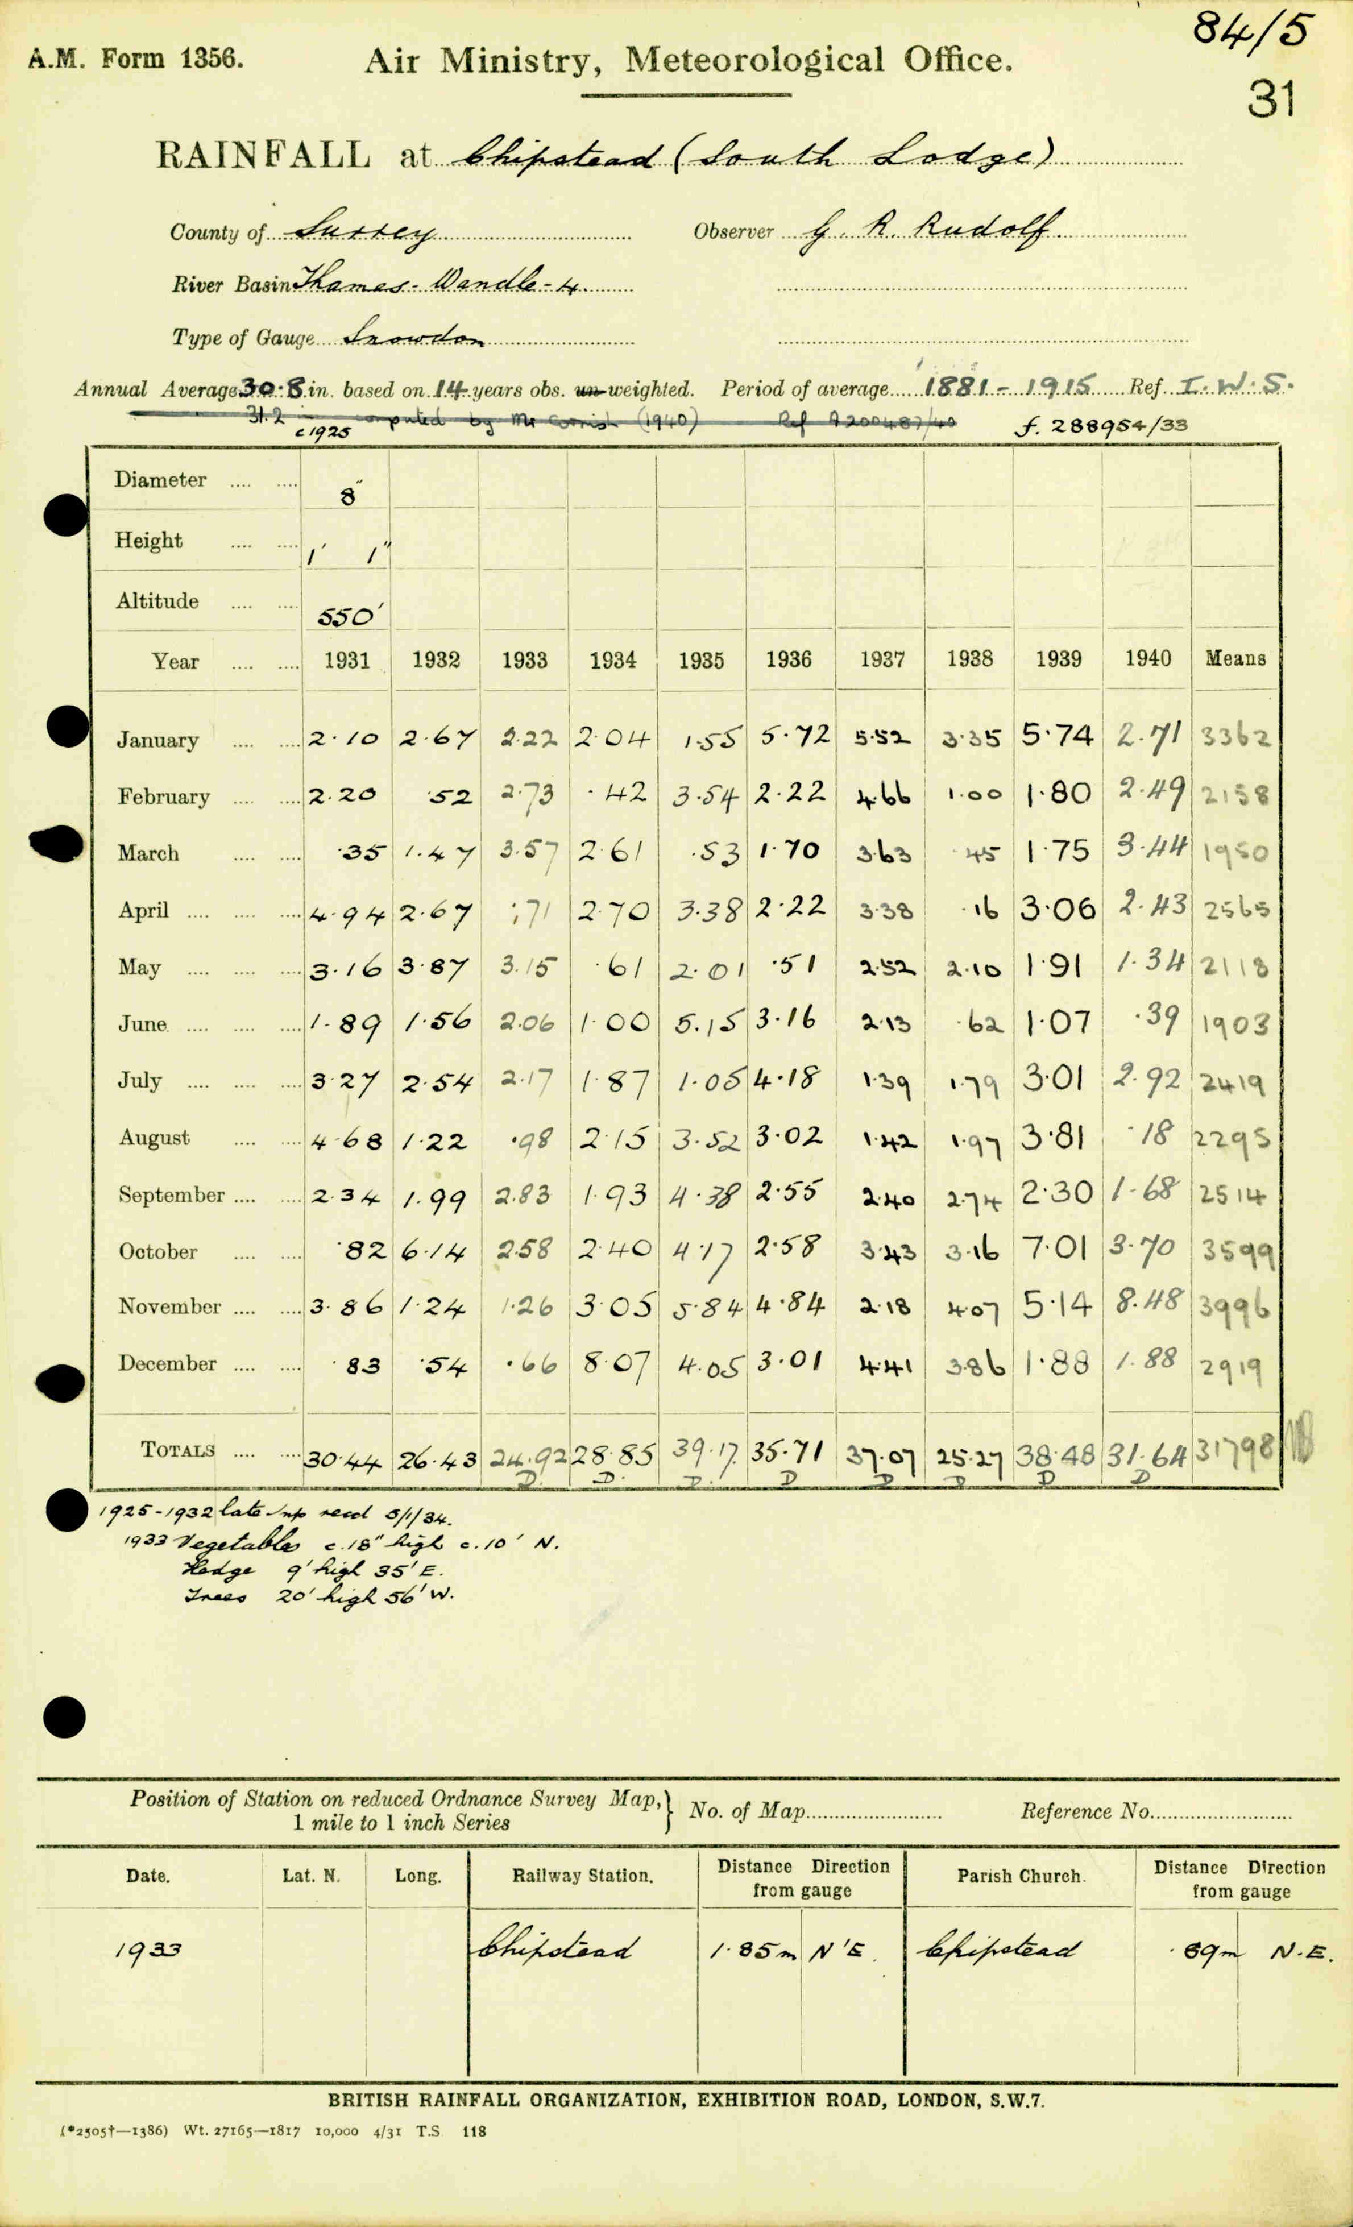 84/5
A.M. Form 1356. Air Ministry, Meteorological Office.
31
RAINFALL at Chipstead (South Lodge)
County of Surrey Observer G. R. Rudolf
River Basin Thames - Wandle - 4.
Type of Gauge Snowdon
Annual Average 30.8 in. based on 14 years obs. un-weighted. Period of average 1881 - 1915 Ref. I.W.S.
31.2 computed by Mr Cornish (1940) Ref A200487/40
c1925 f. 288954/33
Diameter 8"
Height 1' 1"
Altitude 550'
Year 1931 1932 1933 1934 1935 1936 1937 1938 1939 1940 Means
January 2.10 2.67 2.22 2.04 1.55 5.72 5.52 3.35 5.74 2.71 3362
February 2.20 .52 2.73 .42 3.54 2.22 4.66 1.00 1.80 2.49 2158
March .35 1.47 3.57 2.61 .53 1.70 3.63 .45 1.75 3.44 1950
April 4.94 2.67 .71 2.70 3.38 2.22 3.38 .16 3.06 2.43 2565
May 3.16 3.87 3.15 .61 2.01 .51 2.52 2.10 1.91 1.34 2118
June 1.89 1.56 2.06 1.00 5.15 3.16 2.13 .62 1.07 .39 1903
July 3.27 2.54 2.17 1.87 1.05 4.18 1.39 1.79 3.01 2.92 2419
August 4.68 1.22 .98 2.15 3.52 3.02 1.42 1.97 3.81 .18 2295
September 2.34 1.99 2.83 1.93 4.38 2.55 2.40 2.74 2.30 1.68 2514
October .82 6.14 2.58 2.40 4.17 2.58 3.43 3.16 7.01 3.70 3599
November 3.86 1.24 1.26 3.05 5.84 4.84 2.18 4.07 5.14 8.48 3996
December .83 .54 .66 8.07 4.05 3.01 4.41 3.86 1.88 1.88 2919
TOTALS 30.44 26.43 24.92 28.85 39.17 35.71 37.07 25.27 38.48 31.64 31798
D. D. D. D D D D D
1925-1932 late recd 5/1/34.
1933 Vegetables c.18" high c.10' N.
Hedge 9' high 35' E.
Trees 20' high 56' W.
Position of Station on reduced Ordnance Survey Map, 1 mile to 1 inch Series } No. of Map Reference No.
Date. Lat. N. Long. Railway Station. Distance Direction from gauge Parish Church. Distance Direction from gauge
1933 Chipstead 1.85m N'E. Chipstead .89m N.E.
BRITISH RAINFALL ORGANIZATION, EXHIBITION ROAD, LONDON, S.W.7.
(*2505†—1386) Wt. 27165—1817 10,000 4/31 T.S 118